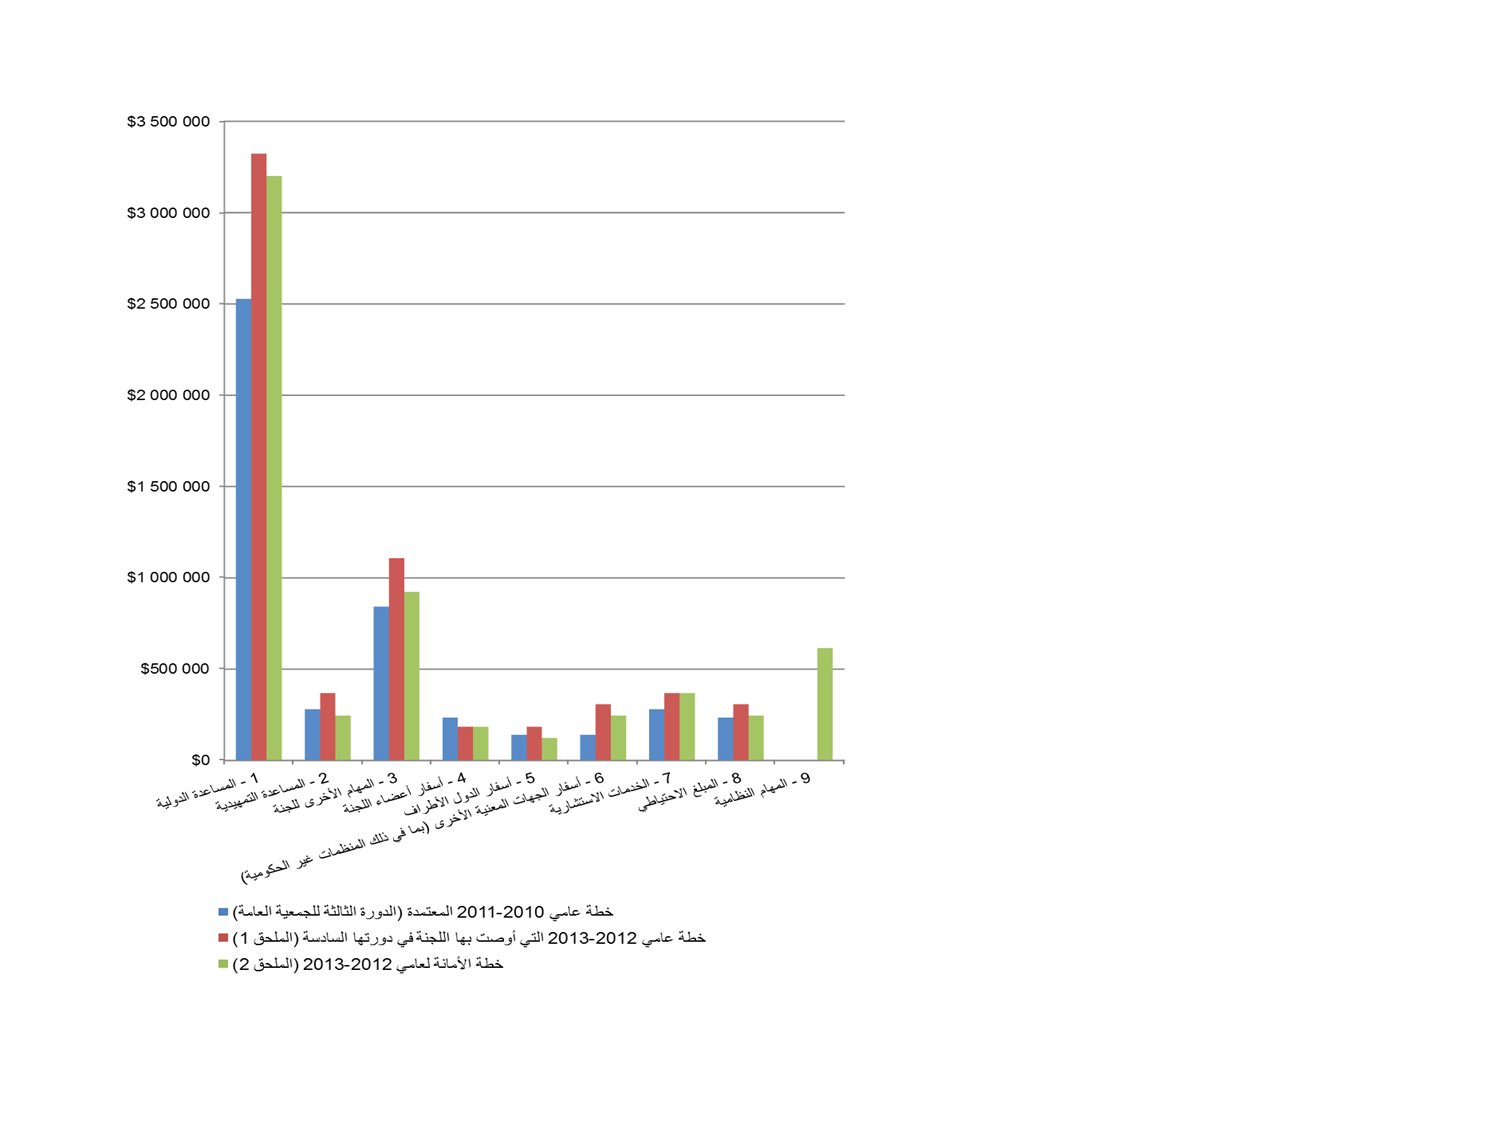 $3 500 000
$3 000 000
$2 500 000
$2 000 000
$1 500 000
$1 000 000
$500 000
$0
1 - المساعدة الدولية
2 - المساعدة التمهيدية
3 - المهام الأخرى للجنة
4 - أسفار أعضاء اللجنة
5 - أسفار الدول الأطراف
6 - أسفار الجهات المعنية الأخرى (بما في ذلك المنظمات غير الحكومية)
7 - الخدمات الاستشارية
8 - المبلغ الاحتياطي
9 - المهام النظامية
خطة عامي 2010-2011 المعتمدة (الدورة الثالثة للجمعية العامة)
خطة عامي 2012-2013 التي أوصت بها اللجنة في دورتها السادسة (الملحق 1)
خطة الأمانة لعامي 2012-2013 (الملحق 2)